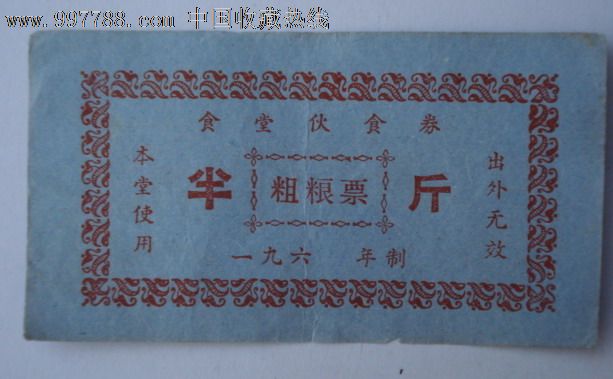 www.997788.com 中国收藏热线
食堂伙食券
本堂使用
半
粗粮票
斤
出外无效
一九六 年制